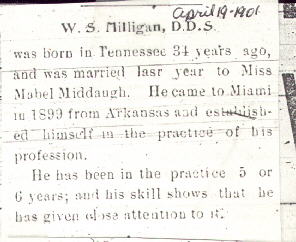 April 19-1901
W. S. Milligan, D.D.S.
was born in Tennessee 34 years ago,
and was married lasr year to Miss
Mabel Middaugh. He came to Miami
in 1899 from Arkansas and establish-
ed himself in the practice of his
profession.
He has been in the practice 5 or
6 years; and his skill shows that he
has given close attention to it.